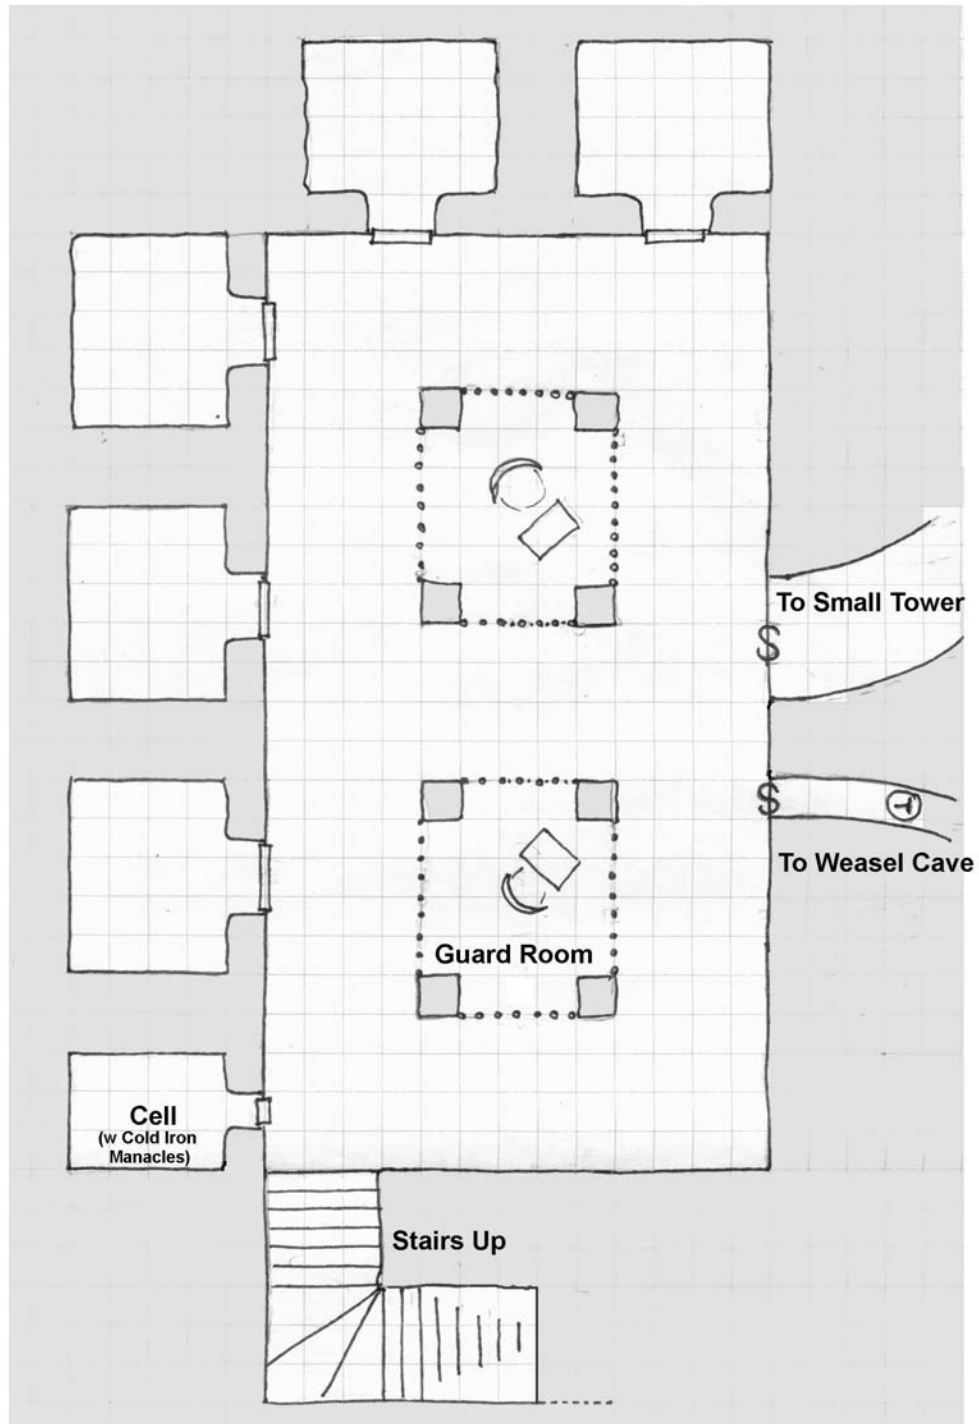 To Small Tower
S
S
T
To Weasel Cave
Guard Room
Cell
(w Cold Iron
Manacles)
Stairs Up